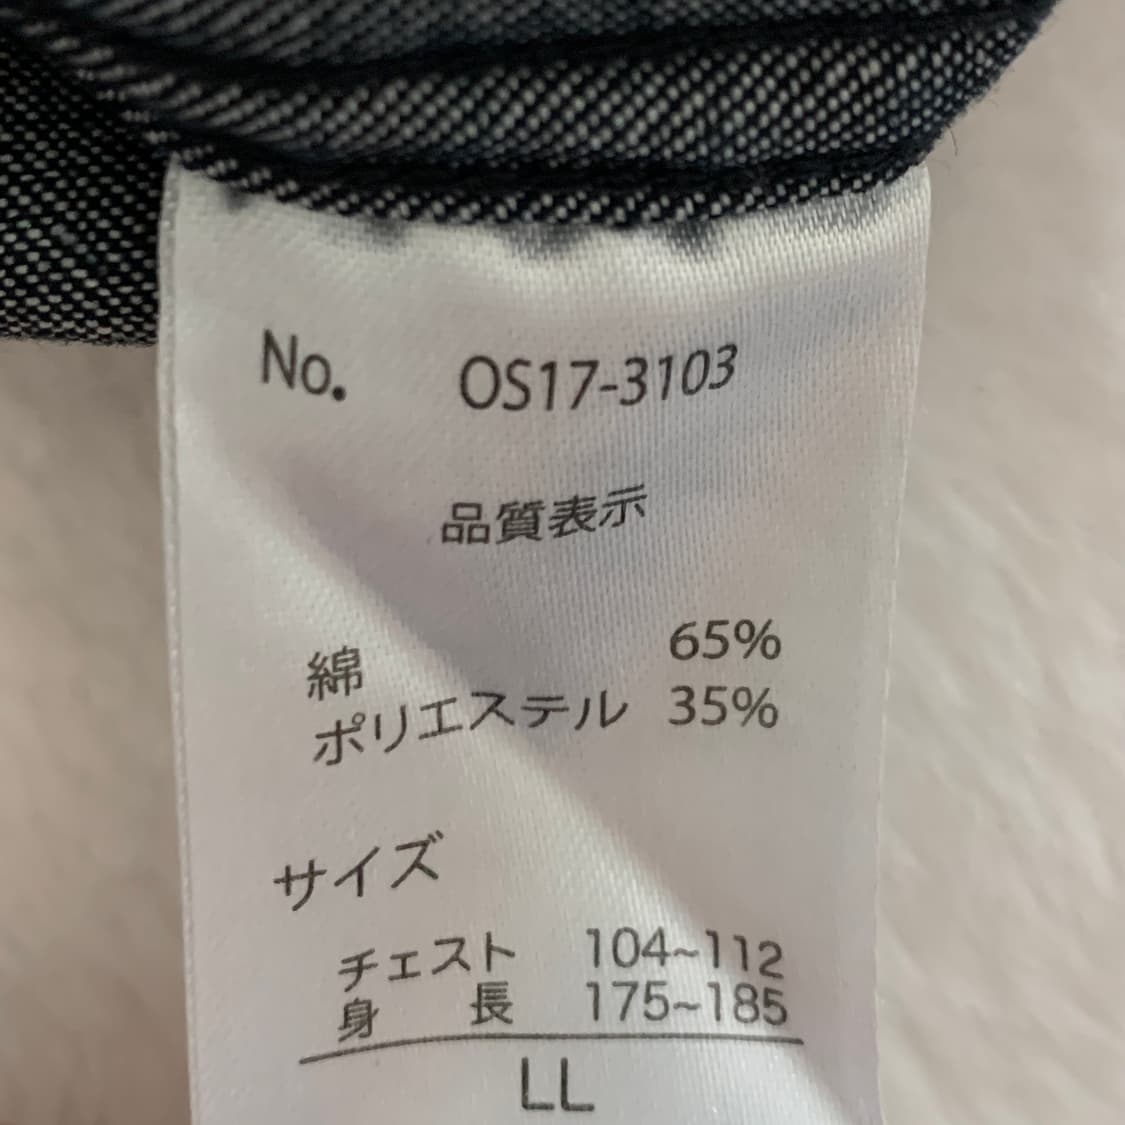 No. OS17-3103
品質表示
綿 65%
ポリエステル 35%
サイズ
チェスト 104~112
身長 175~185
LL